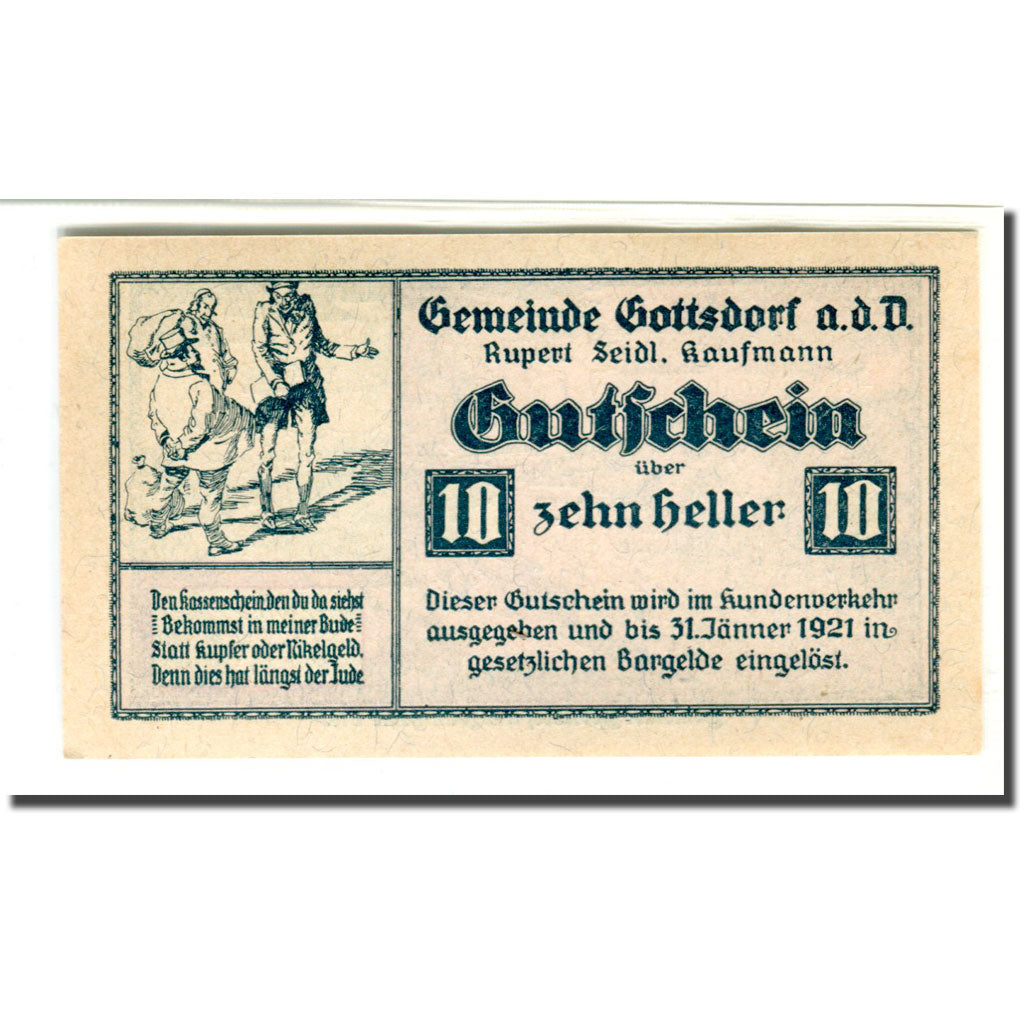 Gemeinde Gottsdorf a.d.D.
Rupert Seidl. Kaufmann
Gutschein
über
10 zehn Heller 10
Dieser Gutschein wird im Kundenverkehr
ausgegeben und bis 31. Jänner 1921 in
gesetzlichen Bargelde eingelöst.
Den Kassenschein, den du da siehst
Bekommst in meiner Bude
Statt Kupfer oder Nikelgeld.
Denn dies hat längst der Jude